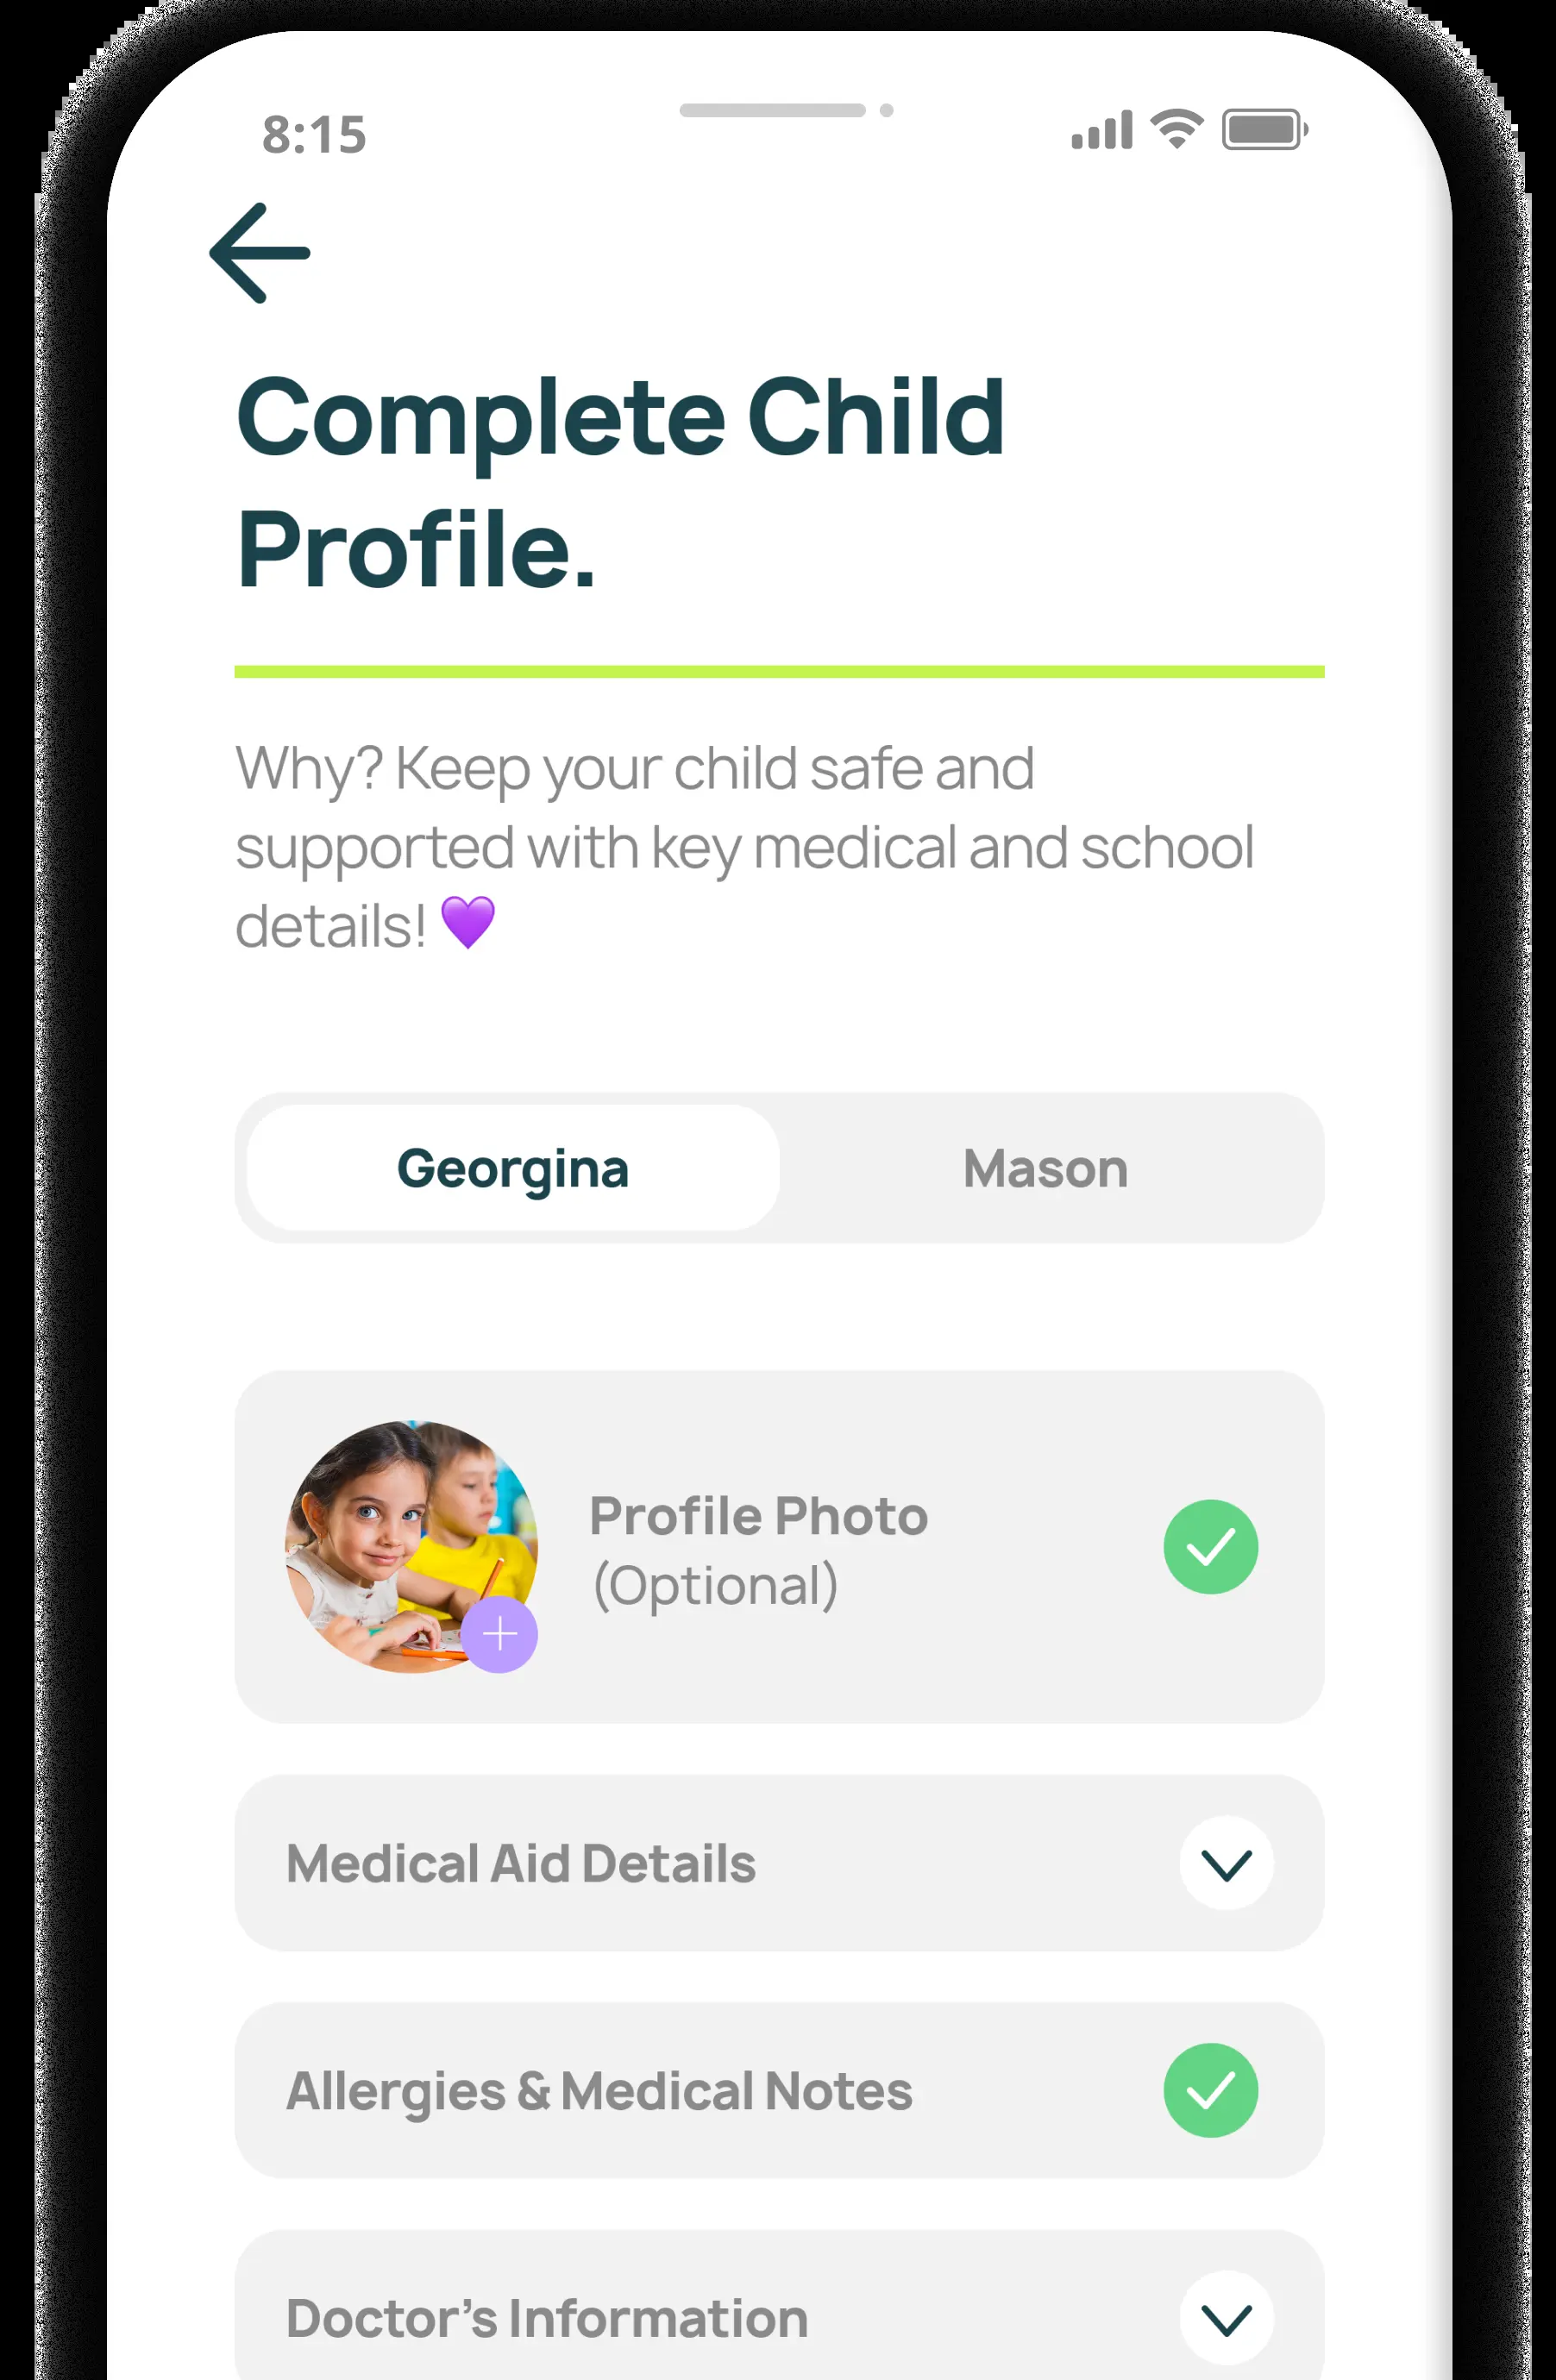 8:15
Complete Child
Profile.
Why? Keep your child safe and
supported with key medical and school
details! 💜
Georgina
Mason
Profile Photo
(Optional)
Medical Aid Details
Allergies & Medical Notes
Doctor’s Information